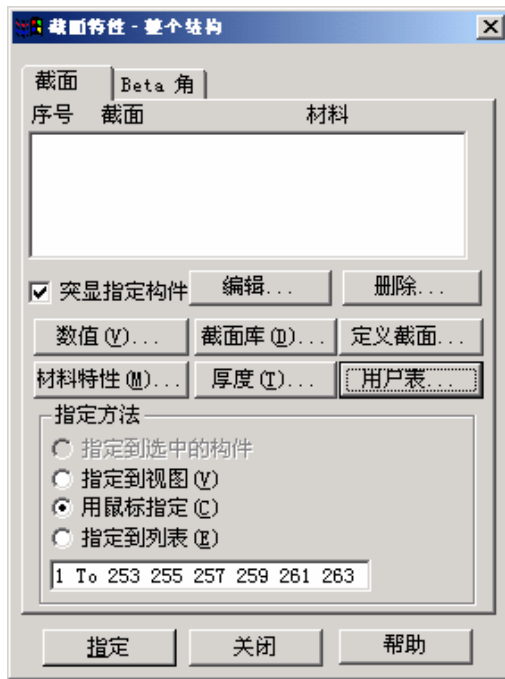 截面特性 - 整个结构
截面 Beta 角
序号 截面 材料
突显指定构件 编辑... 删除...
数值(V)... 截面库(D)... 定义截面...
材料特性(M)... 厚度(T)... 用户表...
指定方法
指定到选中的构件
指定到视图(V)
用鼠标指定(C)
指定到列表(E)
1 To 253 255 257 259 261 263
指定 关闭 帮助